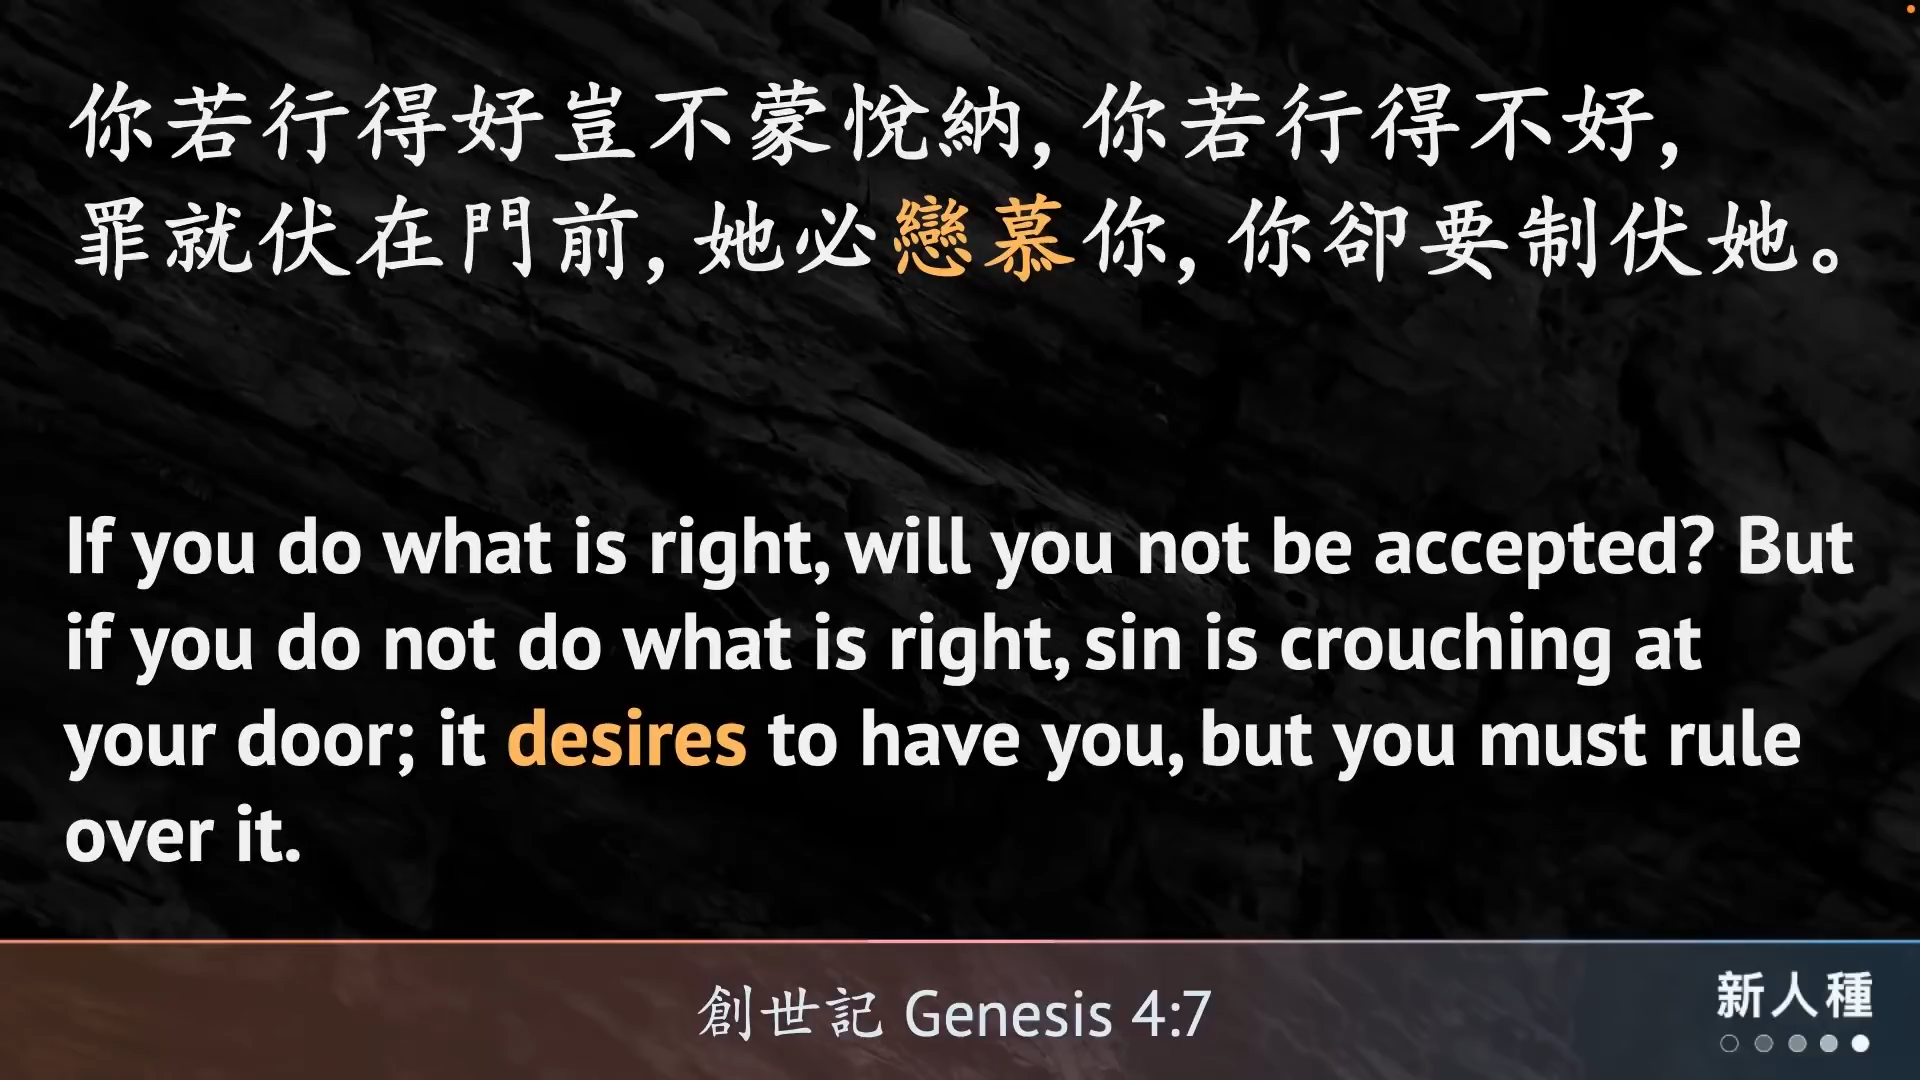 你若行得好豈不蒙悅納, 你若行得不好,
罪就伏在門前, 她必戀慕你, 你卻要制伏她。
If you do what is right, will you not be accepted? But
if you do not do what is right, sin is crouching at
your door; it desires to have you, but you must rule
over it.
創世記 Genesis 4:7
新人種